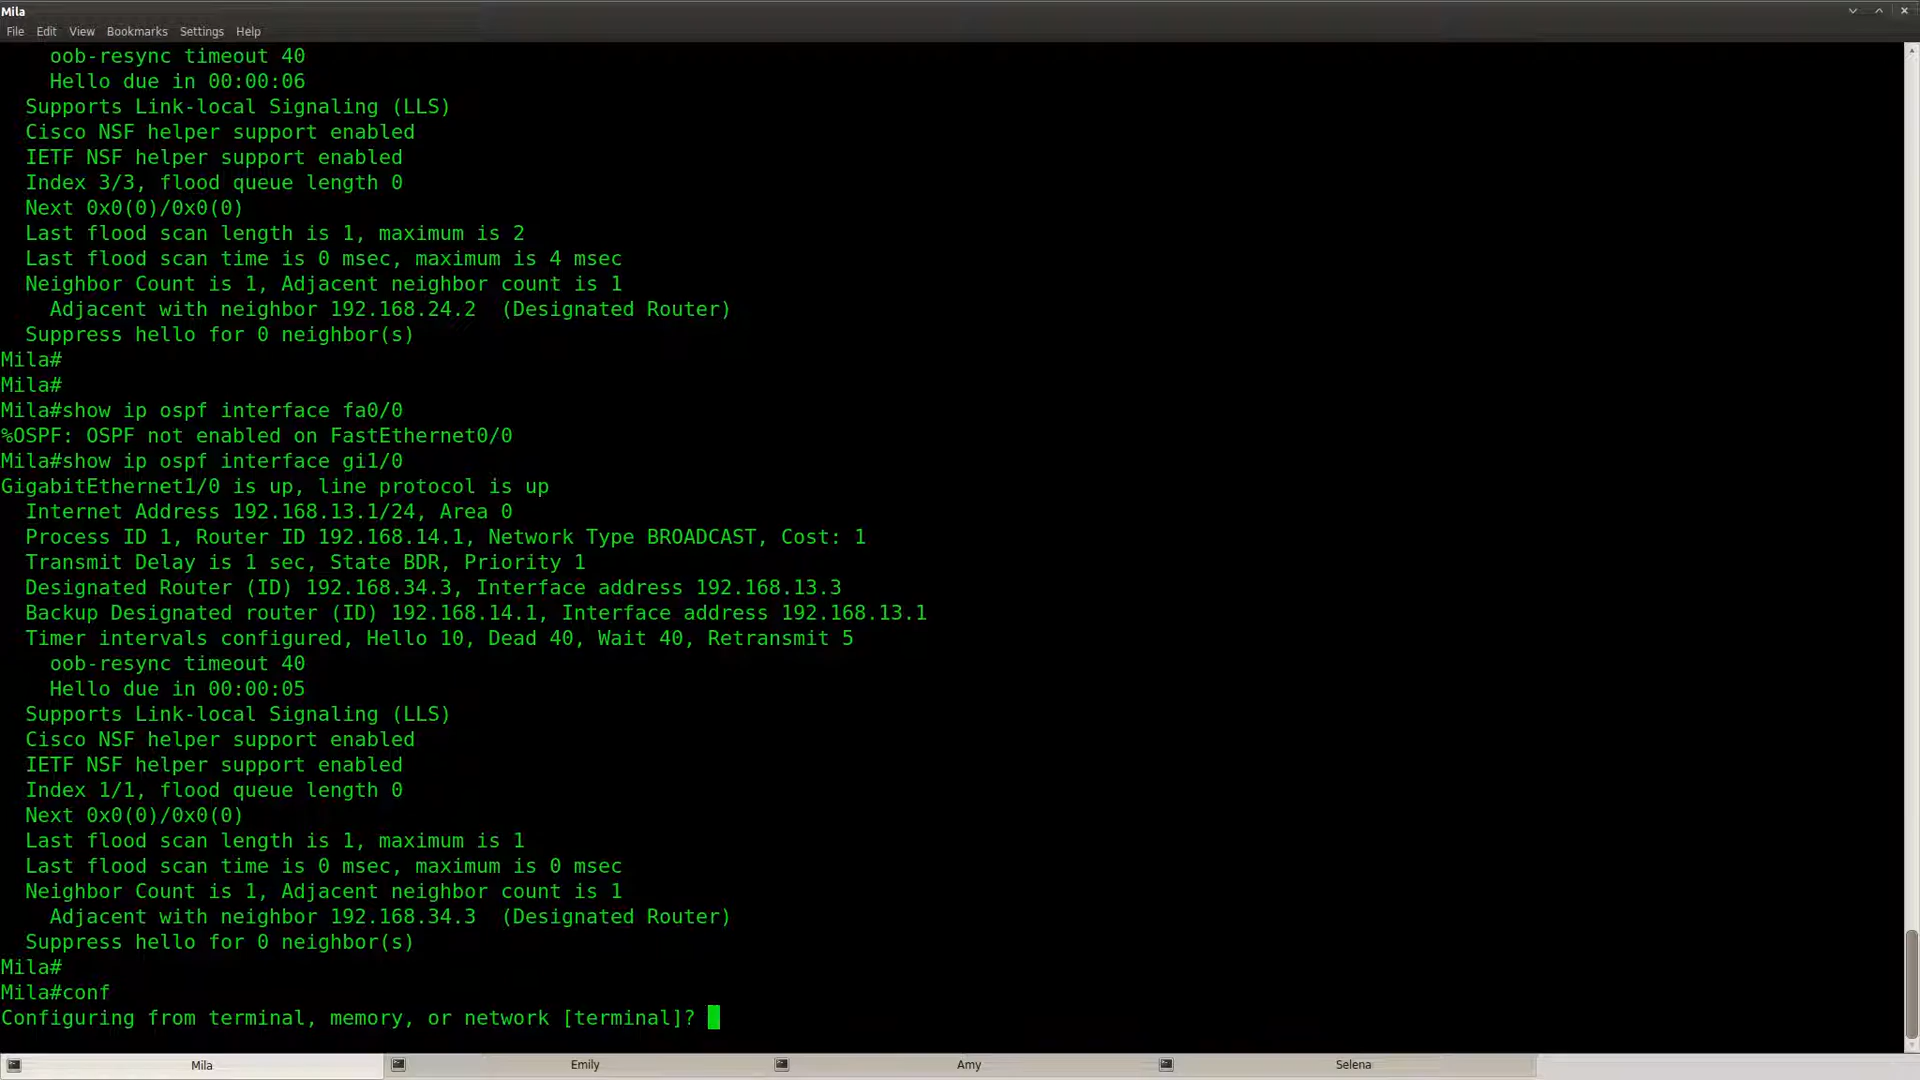 Mila
File Edit View Bookmarks Settings Help
oob-resync timeout 40
Hello due in 00:00:06
Supports Link-local Signaling (LLS)
Cisco NSF helper support enabled
IETF NSF helper support enabled
Index 3/3, flood queue length 0
Next 0x0(0)/0x0(0)
Last flood scan length is 1, maximum is 2
Last flood scan time is 0 msec, maximum is 4 msec
Neighbor Count is 1, Adjacent neighbor count is 1
Adjacent with neighbor 192.168.24.2  (Designated Router)
Suppress hello for 0 neighbor(s)
Mila#
Mila#
Mila#show ip ospf interface fa0/0
%OSPF: OSPF not enabled on FastEthernet0/0
Mila#show ip ospf interface gi1/0
GigabitEthernet1/0 is up, line protocol is up
Internet Address 192.168.13.1/24, Area 0
Process ID 1, Router ID 192.168.14.1, Network Type BROADCAST, Cost: 1
Transmit Delay is 1 sec, State BDR, Priority 1
Designated Router (ID) 192.168.34.3, Interface address 192.168.13.3
Backup Designated router (ID) 192.168.14.1, Interface address 192.168.13.1
Timer intervals configured, Hello 10, Dead 40, Wait 40, Retransmit 5
oob-resync timeout 40
Hello due in 00:00:05
Supports Link-local Signaling (LLS)
Cisco NSF helper support enabled
IETF NSF helper support enabled
Index 1/1, flood queue length 0
Next 0x0(0)/0x0(0)
Last flood scan length is 1, maximum is 1
Last flood scan time is 0 msec, maximum is 0 msec
Neighbor Count is 1, Adjacent neighbor count is 1
Adjacent with neighbor 192.168.34.3  (Designated Router)
Suppress hello for 0 neighbor(s)
Mila#
Mila#conf
Configuring from terminal, memory, or network [terminal]?
Mila Emily Amy Selena